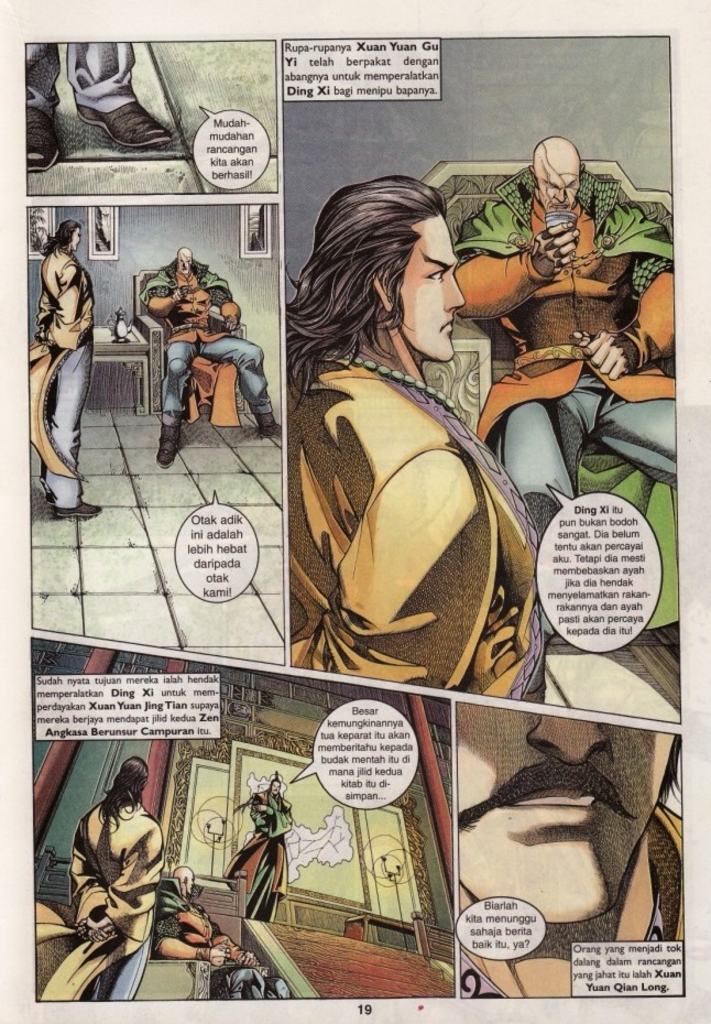 Mudah-
mudahan
rancangan
kita akan
berhasil!
Rupa-rupanya Xuan Yuan Gu
Yi telah berpakat dengan
abangnya untuk memperalatkan
Ding Xi bagi menipu bapanya.
Otak adik
ini adalah
lebih hebat
daripada
otak
kami!
Ding Xi itu
pun bukan bodoh
sangat. Dia belum
tentu akan percayai
aku. Tetapi dia mesti
membebaskan ayah
jika dia hendak
menyelamatkan rakan-
rakannya dan ayah
pasti akan percaya
kepada dia itu!
Sudah nyata tujuan mereka ialah hendak
memperalatkan Ding Xi untuk mem-
perdayakan Xuan Yuan Jing Tian supaya
mereka berjaya mendapat jilid kedua Zen
Angkasa Berunsur Campuran itu.
Besar
kemungkinannya
tua keparat itu akan
memberitahu kepada
budak mentah itu di
mana jilid kedua
kitab itu di-
simpan...
Biarlah
kita menunggu
sahaja berita
baik itu, ya?
Orang yang menjadi tok
dalang dalam rancangan
yang jahat itu ialah Xuan
Yuan Qian Long.
19